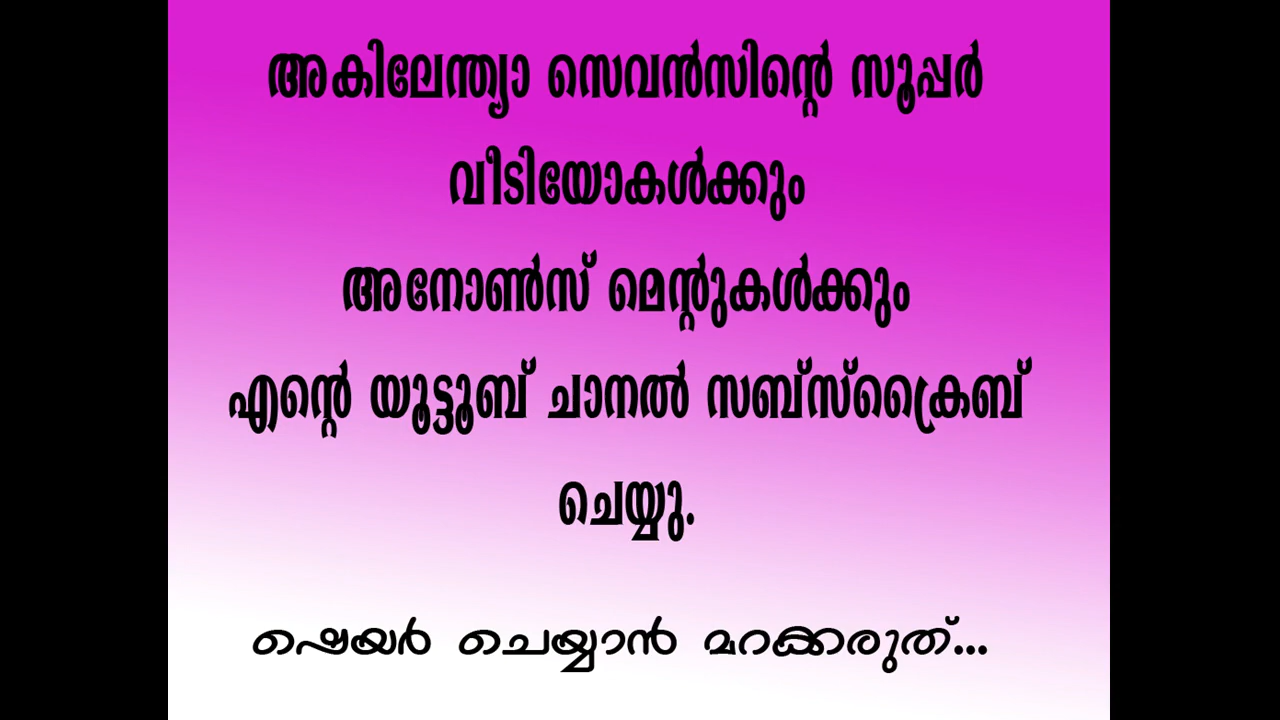 അകിലേന്ത്യാ സെവൻസിന്റെ സൂപ്പർ
വീടിയോകൾക്കും
അനോൺസ് മെന്റുകൾക്കും
എന്റെ യൂട്ടൂബ് ചാനൽ സബ്സ്ക്രൈബ്
ചെയ്യു.
ഷെയർ ചെയ്യാൻ മറക്കരുത്...